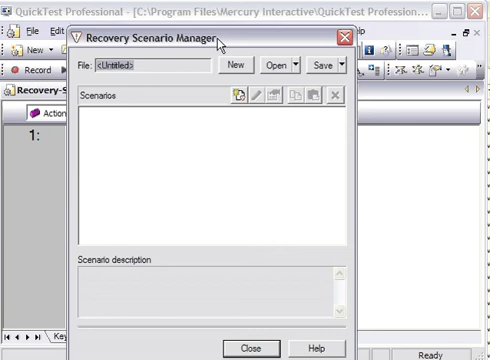 QuickTest Professional - [C:\Program Files\Mercury Interactive\QuickTest Profession...
File
New
Record
Recovery Scenario Manager
File: <Untitled> New Open Save
Scenarios
Recovery-S
Action
1:
Scenario description
Close Help
Ready